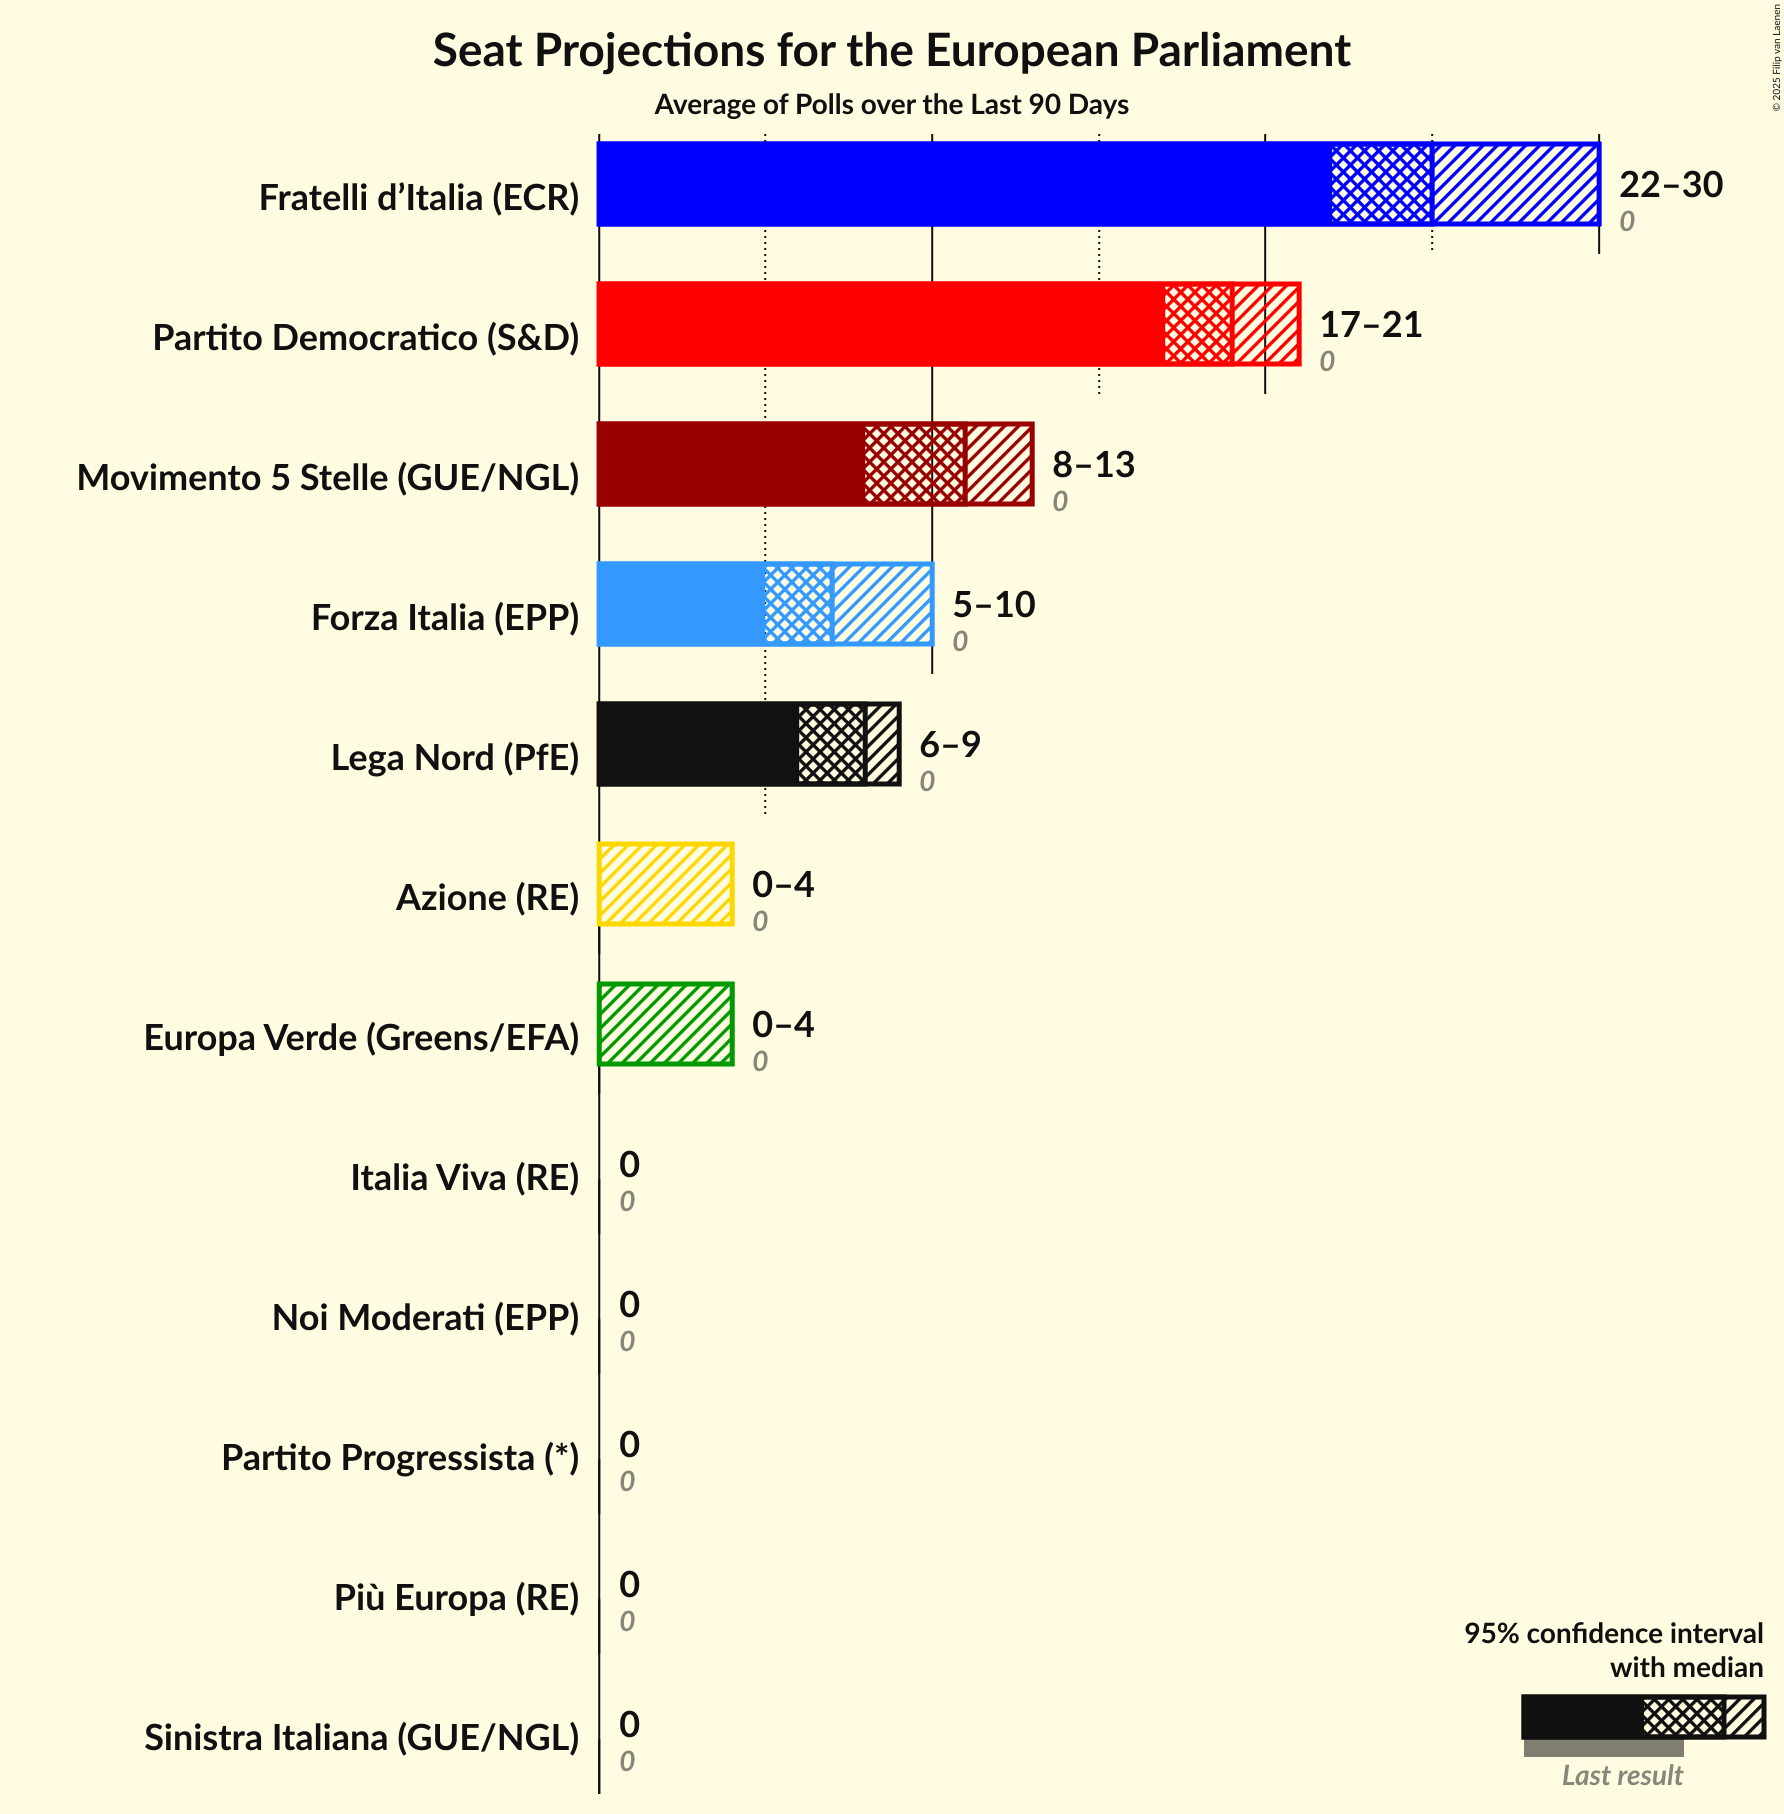 Seat Projections for the European Parliament
Average of Polls over the Last 90 Days
© 2025 Filip van Laenen
Fratelli d’Italia (ECR)
22–30
0
Partito Democratico (S&D)
17–21
0
Movimento 5 Stelle (GUE/NGL)
8–13
0
Forza Italia (EPP)
5–10
0
Lega Nord (PfE)
6–9
0
Azione (RE)
0–4
0
Europa Verde (Greens/EFA)
0–4
0
Italia Viva (RE)
0
0
Noi Moderati (EPP)
0
0
Partito Progressista (*)
0
0
Più Europa (RE)
0
0
Sinistra Italiana (GUE/NGL)
0
0
95% confidence interval
with median
Last result